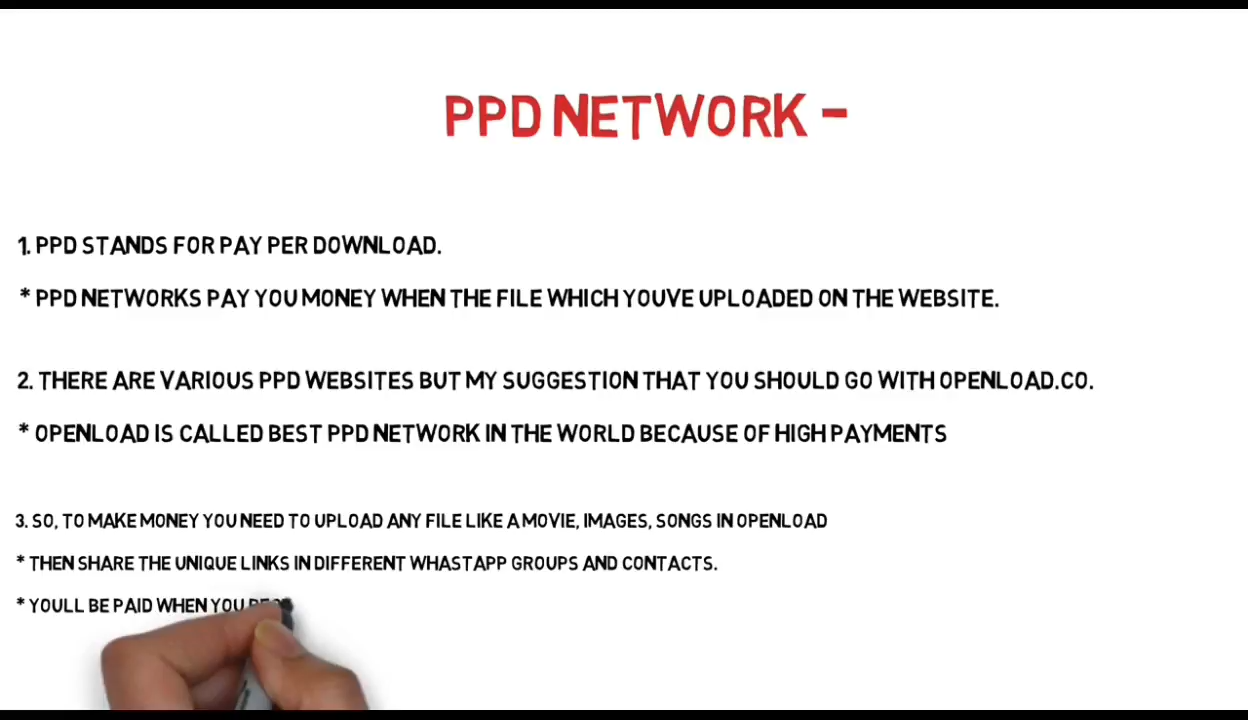 PPD NETWORK -
1. PPD STANDS FOR PAY PER DOWNLOAD.
* PPD NETWORKS PAY YOU MONEY WHEN THE FILE WHICH YOUVE UPLOADED ON THE WEBSITE.
2. THERE ARE VARIOUS PPD WEBSITES BUT MY SUGGESTION THAT YOU SHOULD GO WITH OPENLOAD.CO.
* OPENLOAD IS CALLED BEST PPD NETWORK IN THE WORLD BECAUSE OF HIGH PAYMENTS
3. SO, TO MAKE MONEY YOU NEED TO UPLOAD ANY FILE LIKE A MOVIE, IMAGES, SONGS IN OPENLOAD
* THEN SHARE THE UNIQUE LINKS IN DIFFERENT WHASTAPP GROUPS AND CONTACTS.
* YOULL BE PAID WHEN YOU